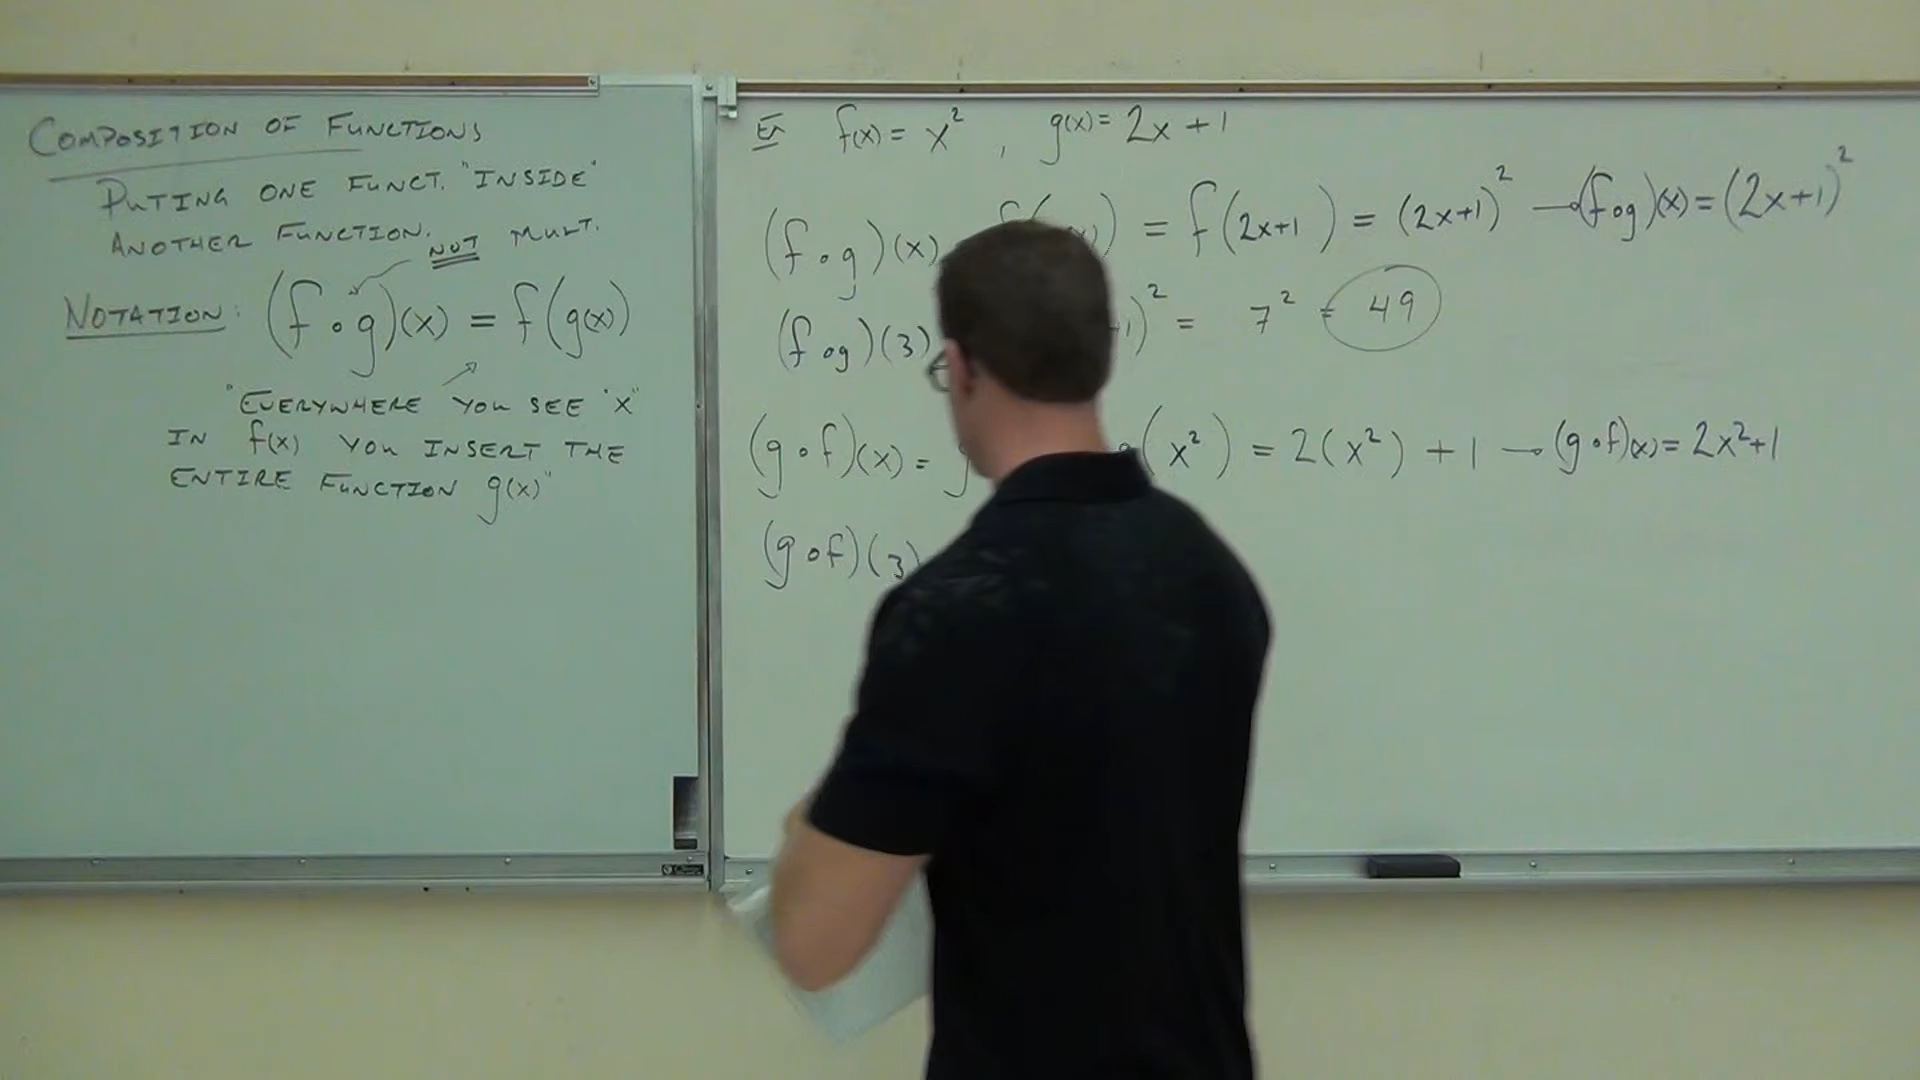 COMPOSITION OF FUNCTIONS
PUTING ONE FUNCT. "INSIDE"
ANOTHER FUNCTION.
NOT MULT.
NOTATION: (f∘g)(x) = f(g(x))
"EVERYWHERE YOU SEE "X"
IN f(x) YOU INSERT THE
ENTIRE FUNCTION g(x)"
Ex f(x) = x², g(x) = 2x + 1
(f∘g)(x) = f(2x+1) = (2x+1)² → (f∘g)(x) = (2x+1)²
(f∘g)(3) 1)² = 7² = 49
(g∘f)(x) = g (x²) = 2(x²) + 1 → (g∘f)(x) = 2x²+1
(g∘f)(3)